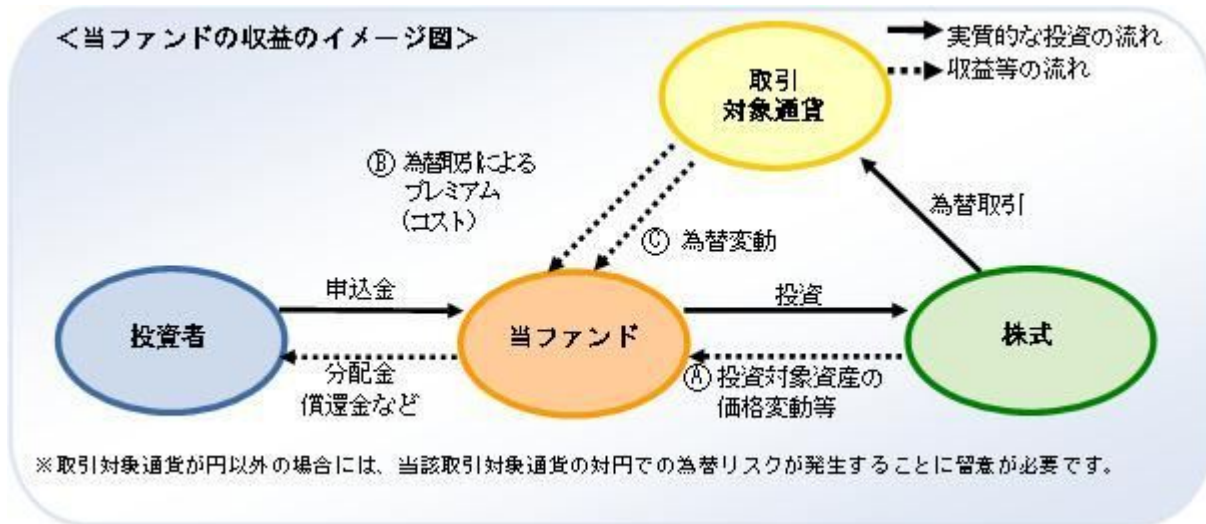 ＜当ファンドの収益のイメージ図＞
実質的な投資の流れ
収益等の流れ
取引
対象通貨
Ⓑ 為替取引による
プレミアム
(コスト)
為替取引
Ⓒ 為替変動
申込金
投資
投資者
当ファンド
株式
分配金
償還金など
Ⓐ 投資対象資産の
価格変動等
※取引対象通貨が円以外の場合には、当該取引対象通貨の対円での為替リスクが発生することに留意が必要です。